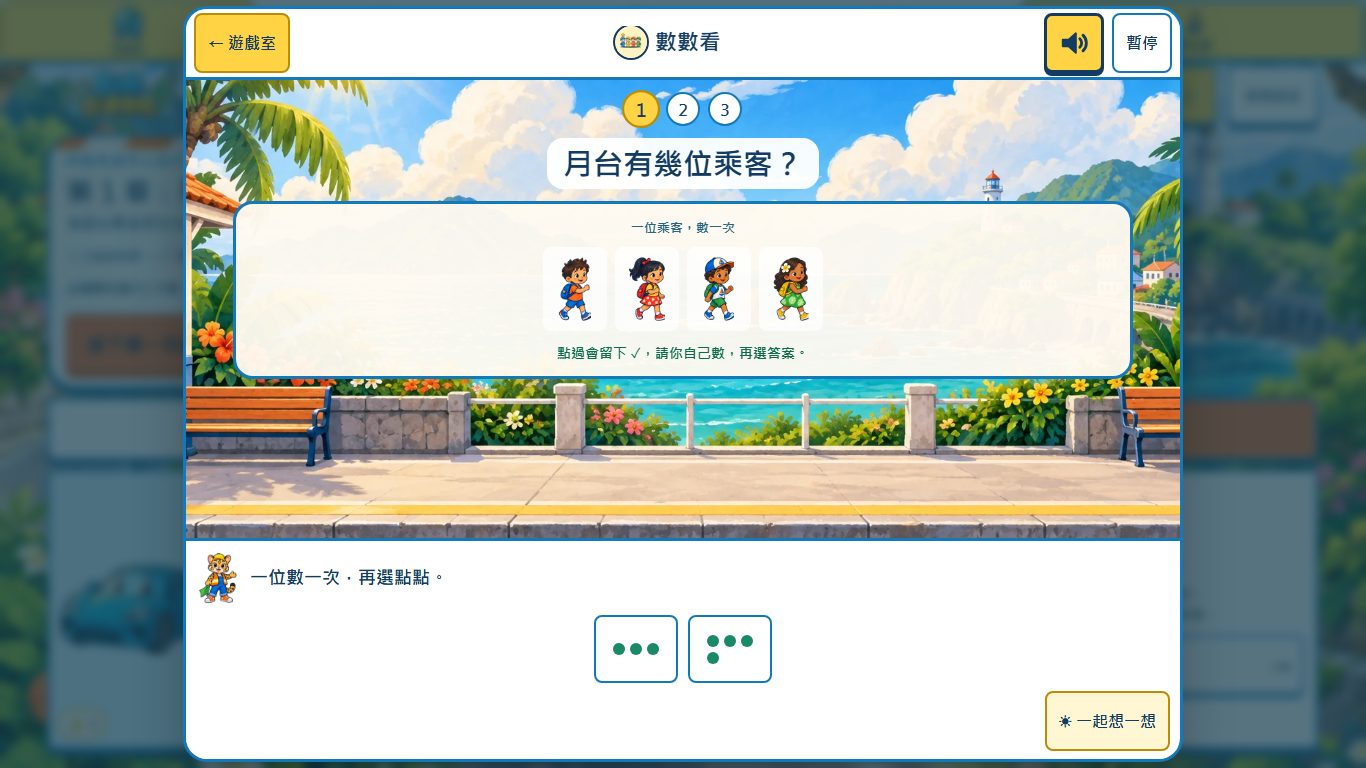 ← 遊戲室
數數看
暫停
1 2 3
月台有幾位乘客？
一位乘客，數一次
點過會留下 ✓，請你自己數，再選答案。
一位數一次．再選點點。
☀ 一起想一想